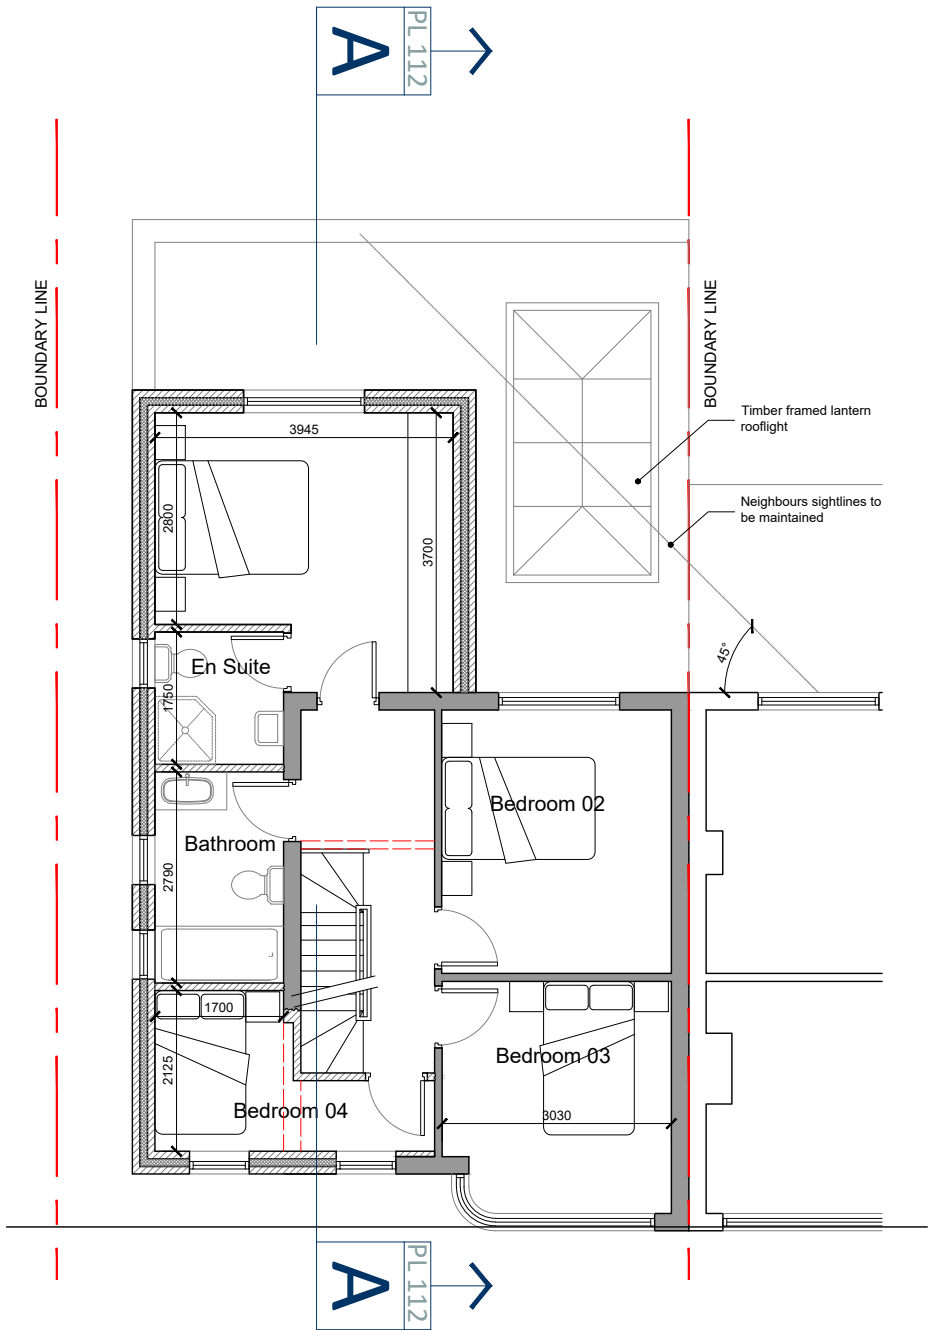 PL 112
A
BOUNDARY LINE
BOUNDARY LINE
Timber framed lantern
rooflight
3945
2800
3700
Neighbours sightlines to
be maintained
45°
En Suite
1750
Bedroom 02
Bathroom
2790
1700
Bedroom 03
2125
Bedroom 04
3030
PL 112
A